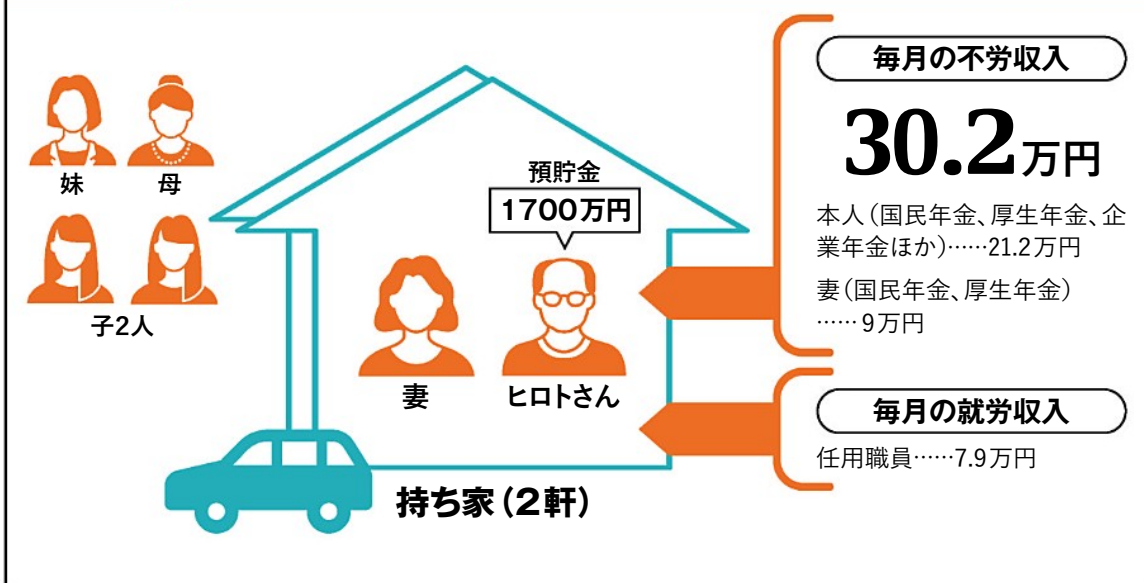 妹
母
子2人
預貯金
1700万円
妻
ヒロトさん
持ち家（2軒）
毎月の不労収入
30.2万円
本人（国民年金、厚生年金、企
業年金ほか）……21.2万円
妻（国民年金、厚生年金）
……9万円
毎月の就労収入
任用職員……7.9万円